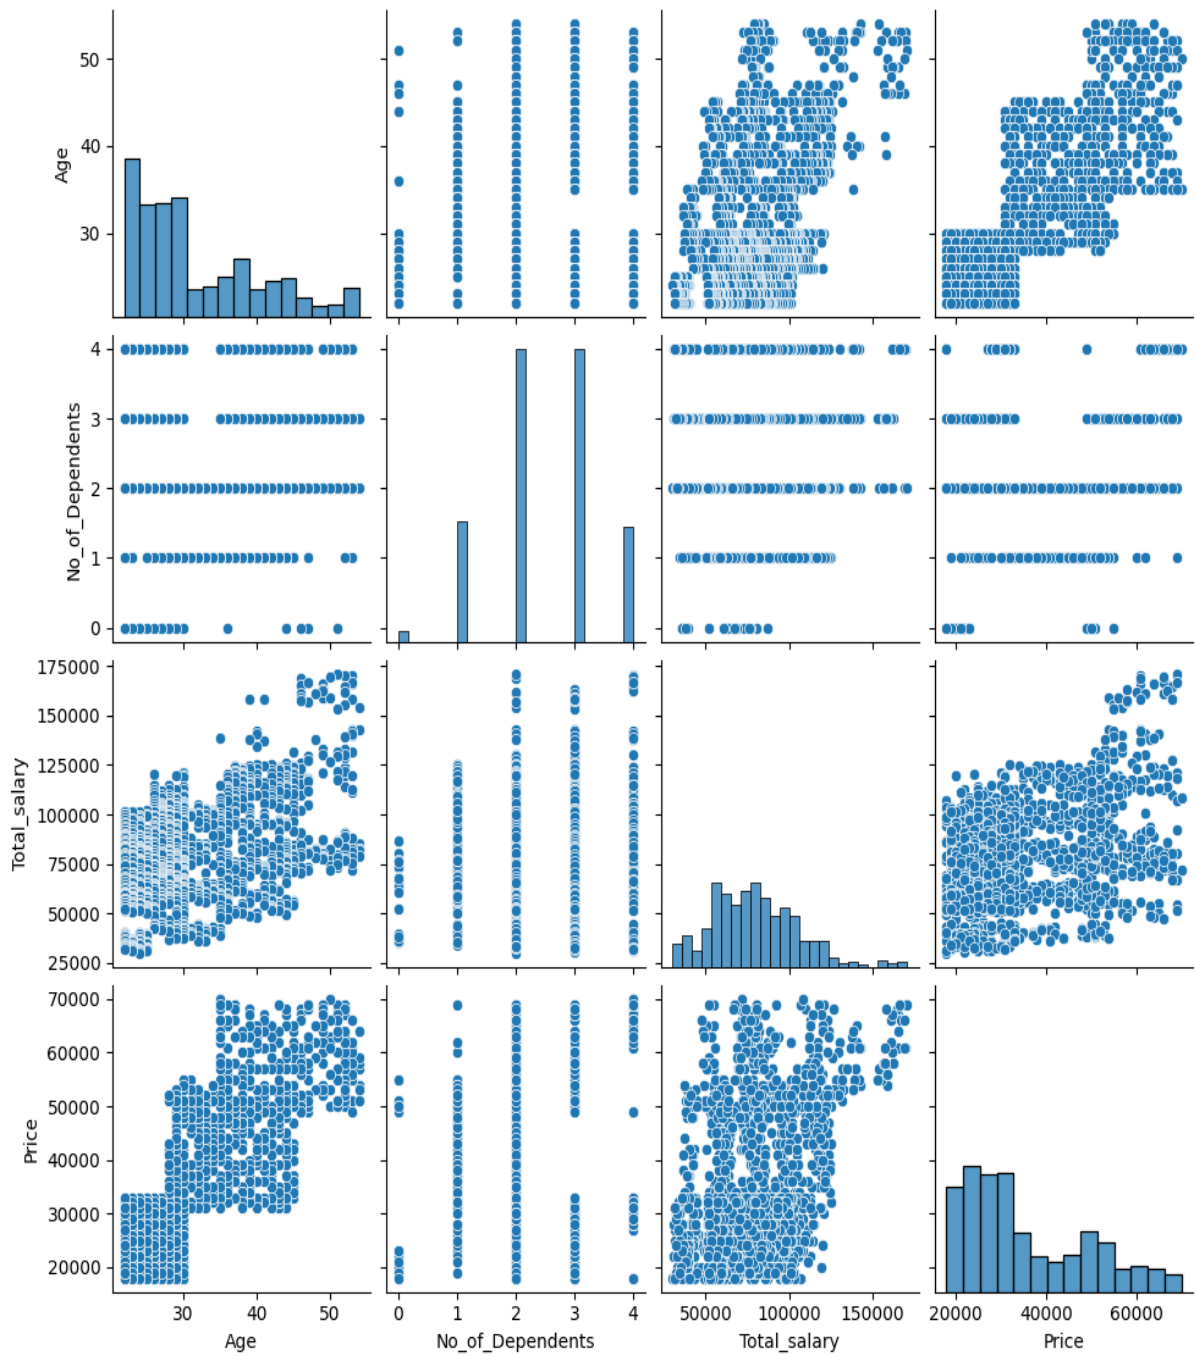 50
40
30
Age
4
3
2
1
0
No_of_Dependents
175000
150000
125000
100000
75000
50000
25000
Total_salary
70000
60000
50000
40000
30000
20000
Price
30 40 50
0 1 2 3 4
50000 100000 150000
20000 40000 60000
Age No_of_Dependents Total_salary Price